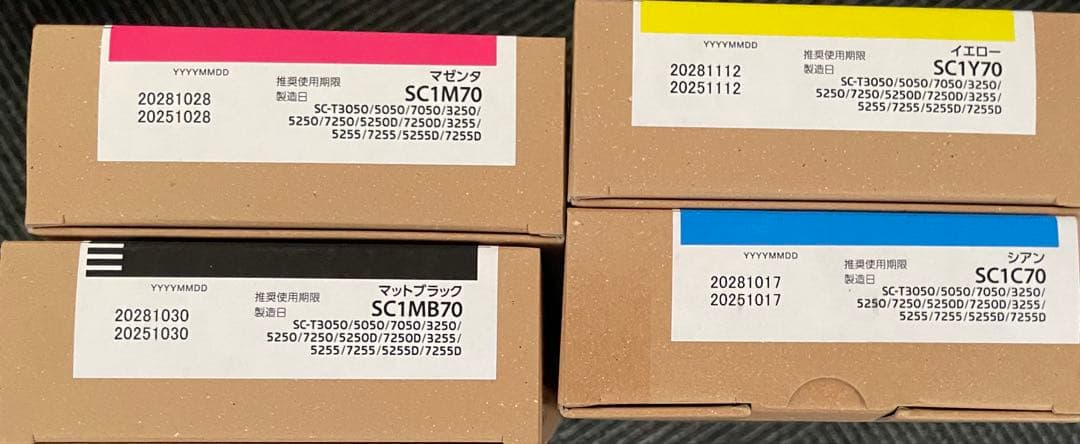 YYYYMMDD
20281028 推奨使用期限
20251028 製造日
マゼンタ
SC1M70
SC-T3050/5050/7050/3250/
5250/7250/5250D/7250D/3255/
5255/7255/5255D/7255D
YYYYMMDD
20281112 推奨使用期限
20251112 製造日
イエロー
SC1Y70
SC-T3050/5050/7050/3250/
5250/7250/5250D/7250D/3255/
5255/7255/5255D/7255D
YYYYMMDD
20281030 推奨使用期限
20251030 製造日
マットブラック
SC1MB70
SC-T3050/5050/7050/3250/
5250/7250/5250D/7250D/3255/
5255/7255/5255D/7255D
YYYYMMDD
20281017 推奨使用期限
20251017 製造日
シアン
SC1C70
SC-T3050/5050/7050/3250/
5250/7250/5250D/7250D/3255/
5255/7255/5255D/7255D